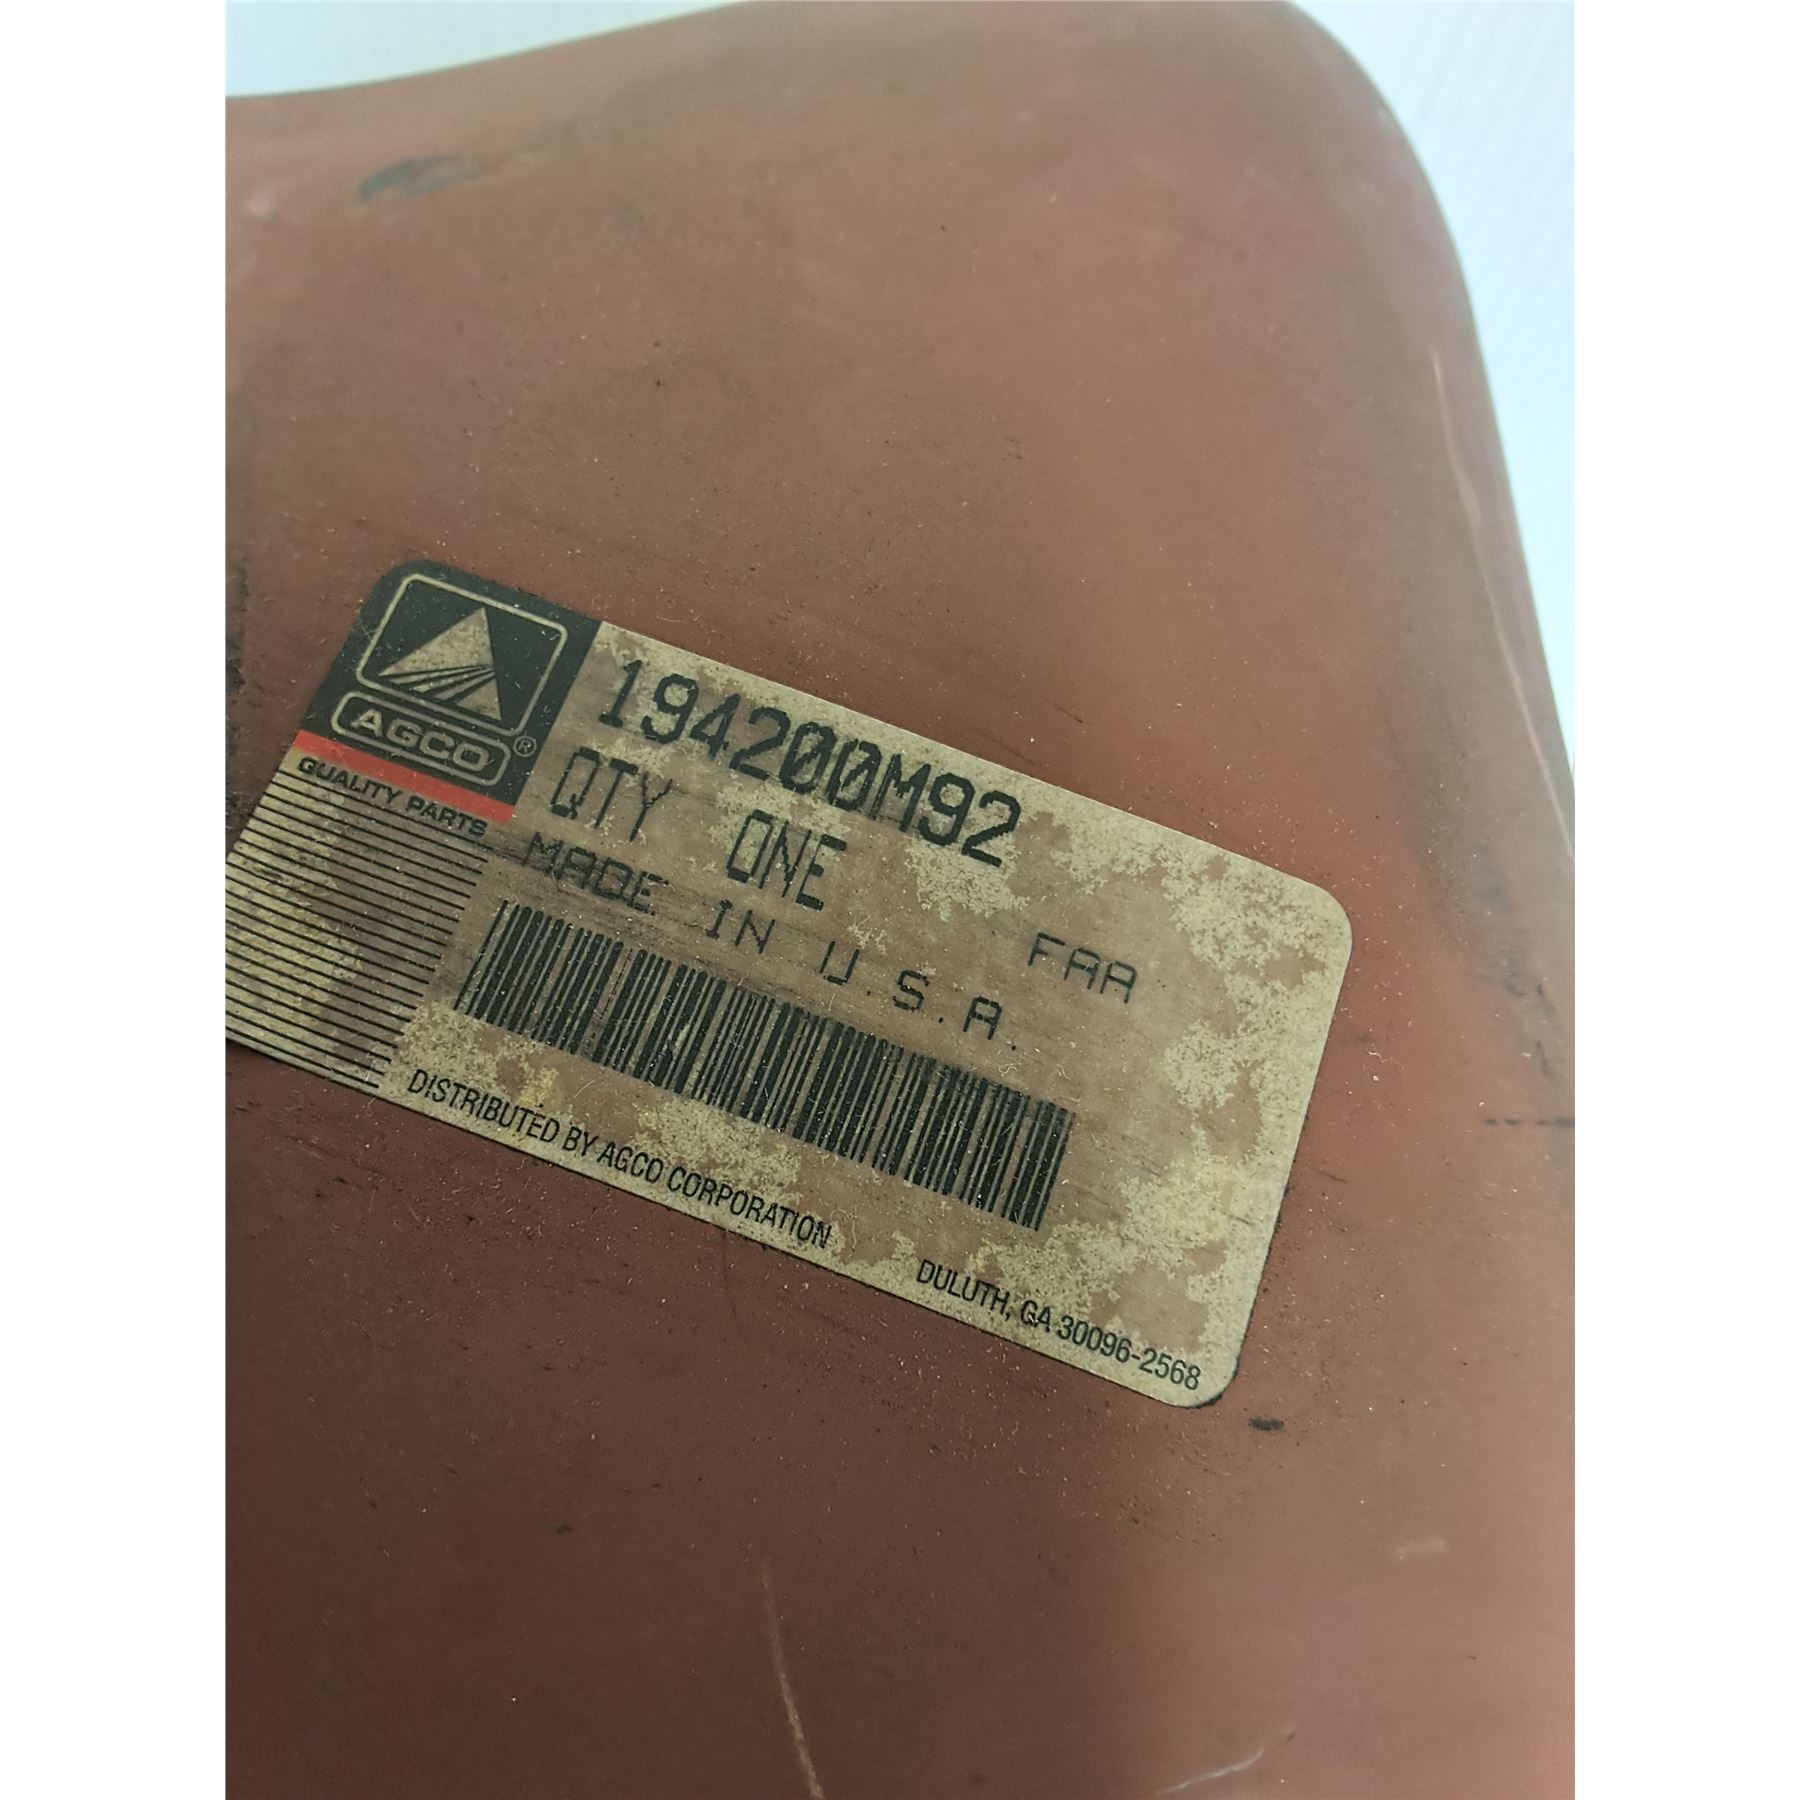 AGCO®
QUALITY PARTS
194200M92
QTY ONE
MADE IN U.S.A.
FAA
DISTRIBUTED BY AGCO CORPORATION
DULUTH, GA 30096-2568